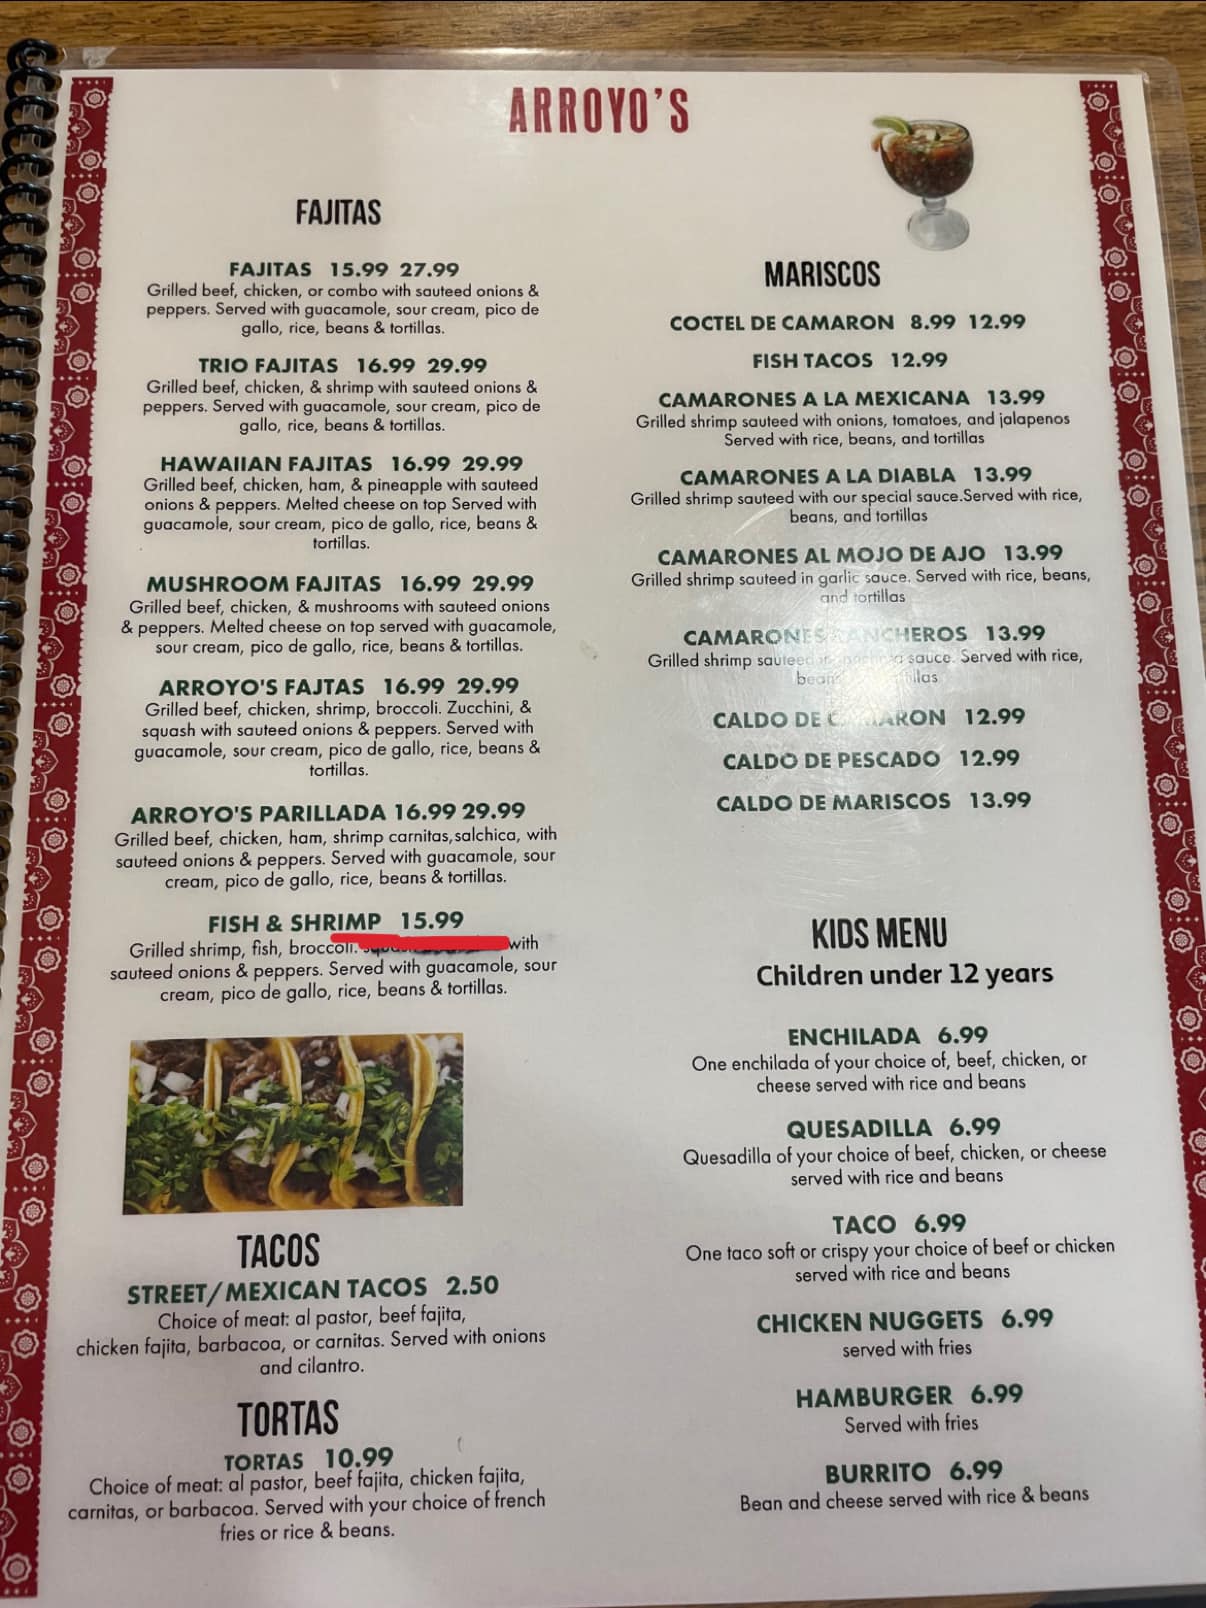 ARROYO'S
FAJITAS
FAJITAS 15.99 27.99
Grilled beef, chicken, or combo with sauteed onions &
peppers. Served with guacamole, sour cream, pico de
gallo, rice, beans & tortillas.
TRIO FAJITAS 16.99 29.99
Grilled beef, chicken, & shrimp with sauteed onions &
peppers. Served with guacamole, sour cream, pico de
gallo, rice, beans & tortillas.
HAWAIIAN FAJITAS 16.99 29.99
Grilled beef, chicken, ham, & pineapple with sauteed
onions & peppers. Melted cheese on top Served with
guacamole, sour cream, pico de gallo, rice, beans &
tortillas.
MUSHROOM FAJITAS 16.99 29.99
Grilled beef, chicken, & mushrooms with sauteed onions
& peppers. Melted cheese on top served with guacamole,
sour cream, pico de gallo, rice, beans & tortillas.
ARROYO'S FAJTAS 16.99 29.99
Grilled beef, chicken, shrimp, broccoli. Zucchini, &
squash with sauteed onions & peppers. Served with
guacamole, sour cream, pico de gallo, rice, beans &
tortillas.
ARROYO'S PARILLADA 16.99 29.99
Grilled beef, chicken, ham, shrimp carnitas,salchica, with
sauteed onions & peppers. Served with guacamole, sour
cream, pico de gallo, rice, beans & tortillas.
FISH & SHRIMP 15.99
Grilled shrimp, fish, broccoli. with
sauteed onions & peppers. Served with guacamole, sour
cream, pico de gallo, rice, beans & tortillas.
TACOS
STREET/MEXICAN TACOS 2.50
Choice of meat: al pastor, beef fajita,
chicken fajita, barbacoa, or carnitas. Served with onions
and cilantro.
TORTAS
TORTAS 10.99
Choice of meat: al pastor, beef fajita, chicken fajita,
carnitas, or barbacoa. Served with your choice of french
fries or rice & beans.
MARISCOS
COCTEL DE CAMARON 8.99 12.99
FISH TACOS 12.99
CAMARONES A LA MEXICANA 13.99
Grilled shrimp sauteed with onions, tomatoes, and jalapenos
Served with rice, beans, and tortillas
CAMARONES A LA DIABLA 13.99
Grilled shrimp sauteed with our special sauce.Served with rice,
beans, and tortillas
CAMARONES AL MOJO DE AJO 13.99
Grilled shrimp sauteed in garlic sauce. Served with rice, beans,
and tortillas
CAMARONES RANCHEROS 13.99
Grilled shrimp sauteed sauce. Served with rice,
CALDO DE CAMARON 12.99
CALDO DE PESCADO 12.99
CALDO DE MARISCOS 13.99
KIDS MENU
Children under 12 years
ENCHILADA 6.99
One enchilada of your choice of, beef, chicken, or
cheese served with rice and beans
QUESADILLA 6.99
Quesadilla of your choice of beef, chicken, or cheese
served with rice and beans
TACO 6.99
One taco soft or crispy your choice of beef or chicken
served with rice and beans
CHICKEN NUGGETS 6.99
served with fries
HAMBURGER 6.99
Served with fries
BURRITO 6.99
Bean and cheese served with rice & beans